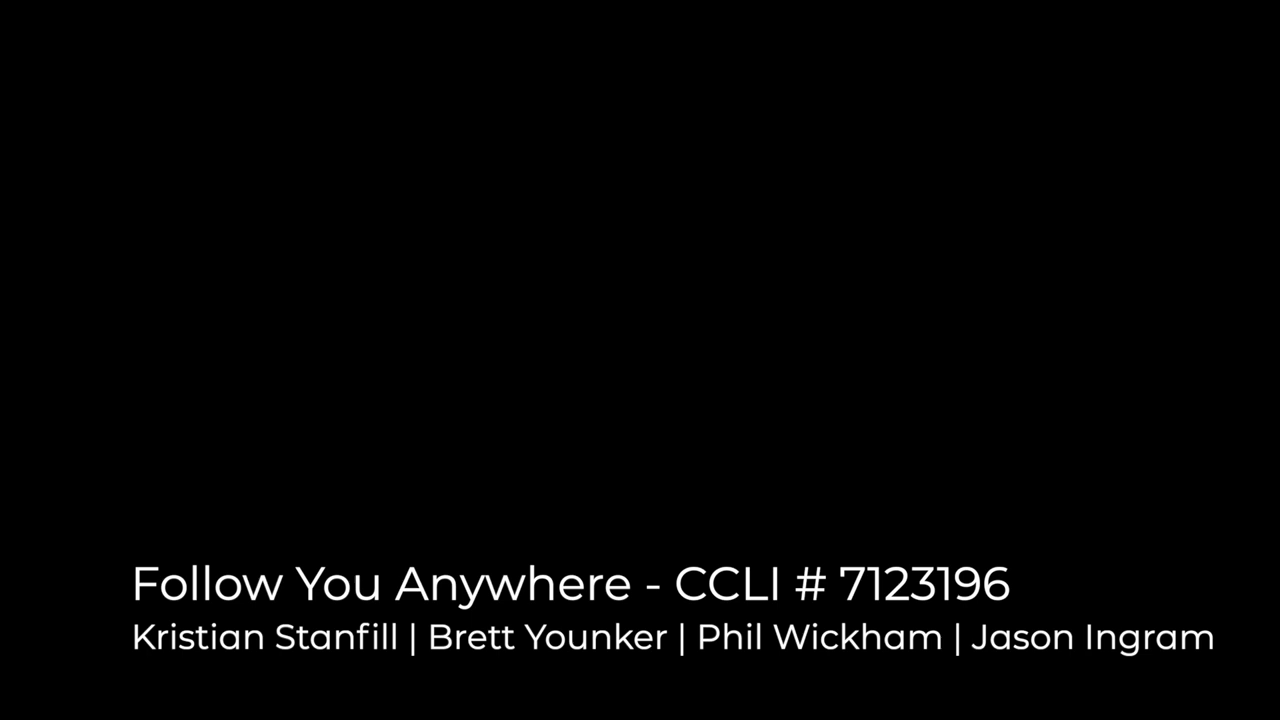 Follow You Anywhere - CCLI # 7123196
Kristian Stanfill | Brett Younker | Phil Wickham | Jason Ingram